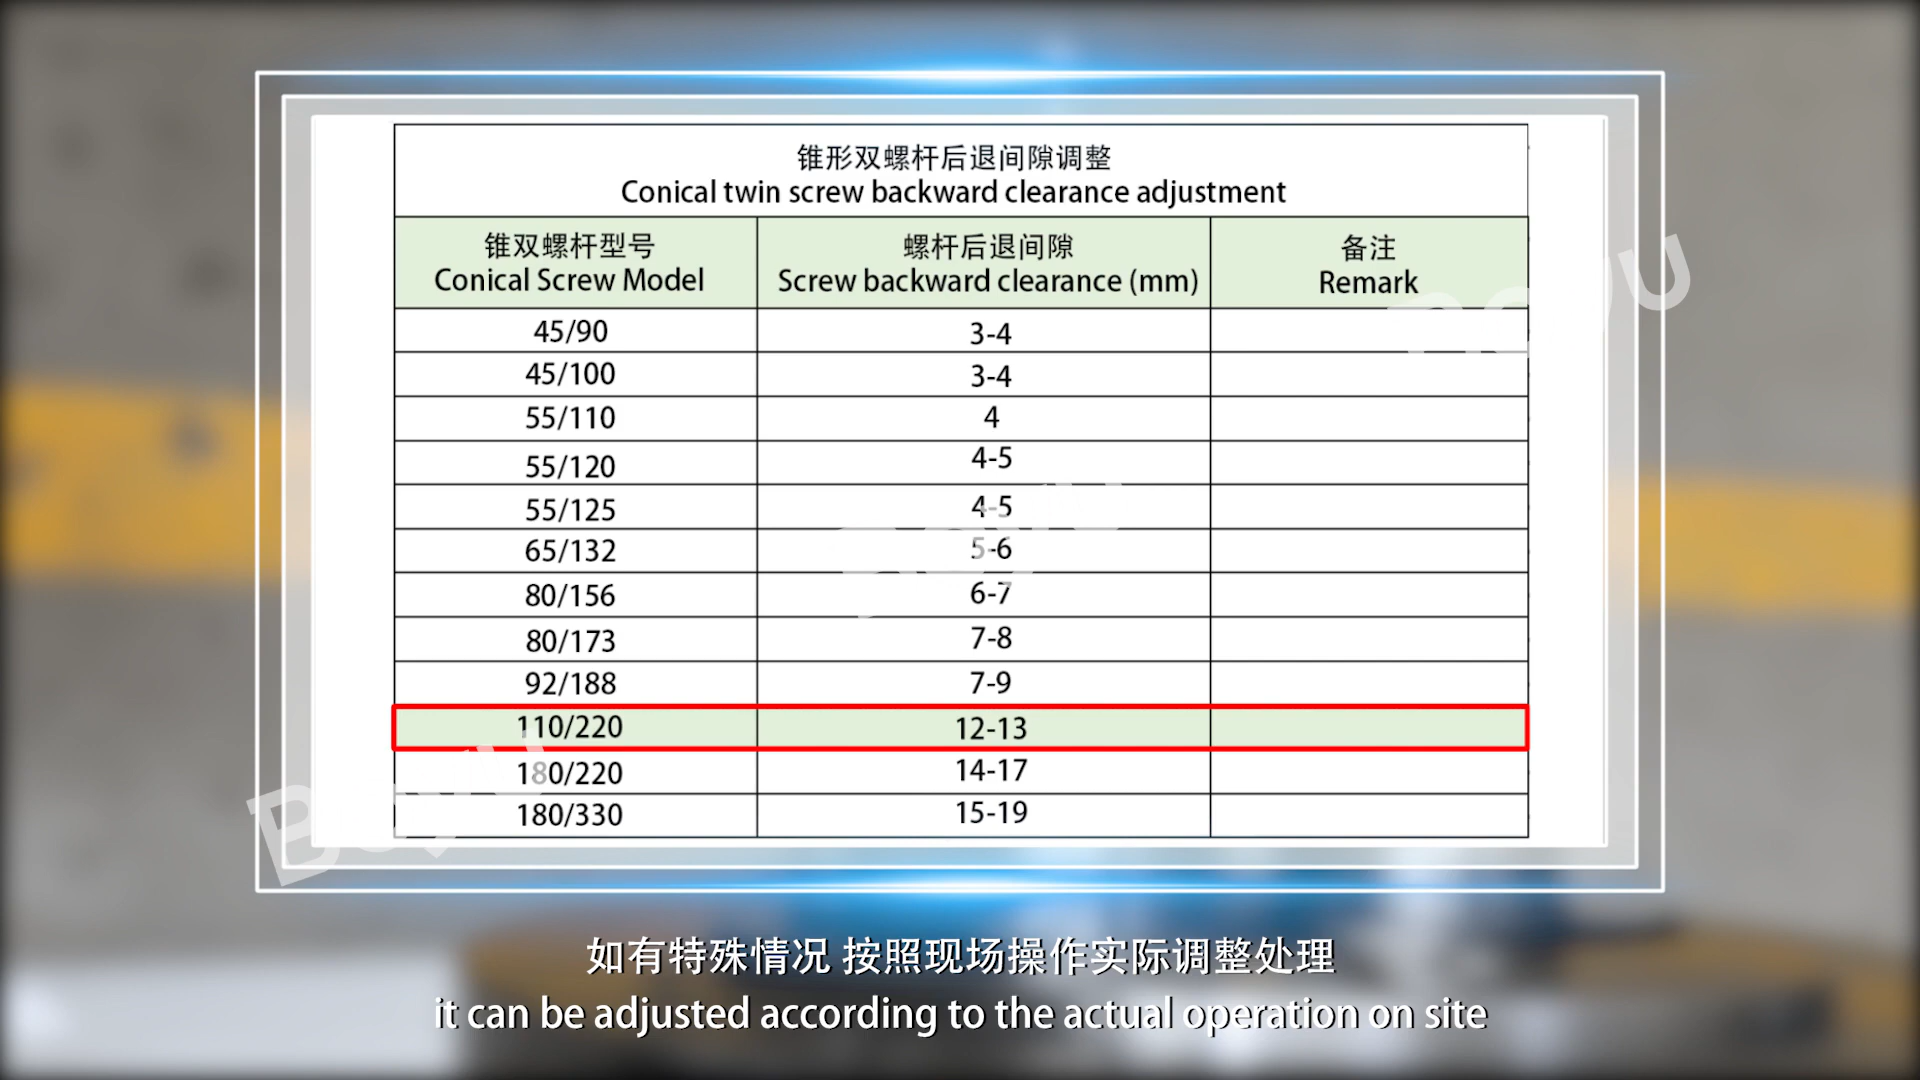 锥形双螺杆后退间隙调整
Conical twin screw backward clearance adjustment
锥双螺杆型号 螺杆后退间隙 备注
Conical Screw Model Screw backward clearance (mm) Remark
45/90 3-4
45/100 3-4
55/110 4
55/120 4-5
55/125 4-5
65/132 5-6
80/156 6-7
80/173 7-8
92/188 7-9
110/220 12-13
180/220 14-17
180/330 15-19
如有特殊情况 按照现场操作实际调整处理
it can be adjusted according to the actual operation on site